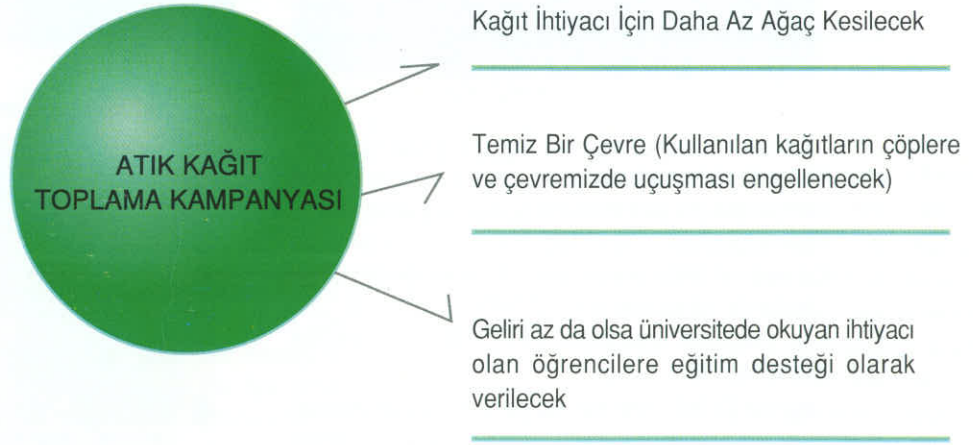 ATIK KAĞIT
TOPLAMA KAMPANYASI
Kağıt İhtiyacı İçin Daha Az Ağaç Kesilecek
Temiz Bir Çevre (Kullanılan kağıtların çöplere
ve çevremizde uçuşması engellenecek)
Geliri az da olsa üniversitede okuyan ihtiyacı
olan öğrencilere eğitim desteği olarak
verilecek